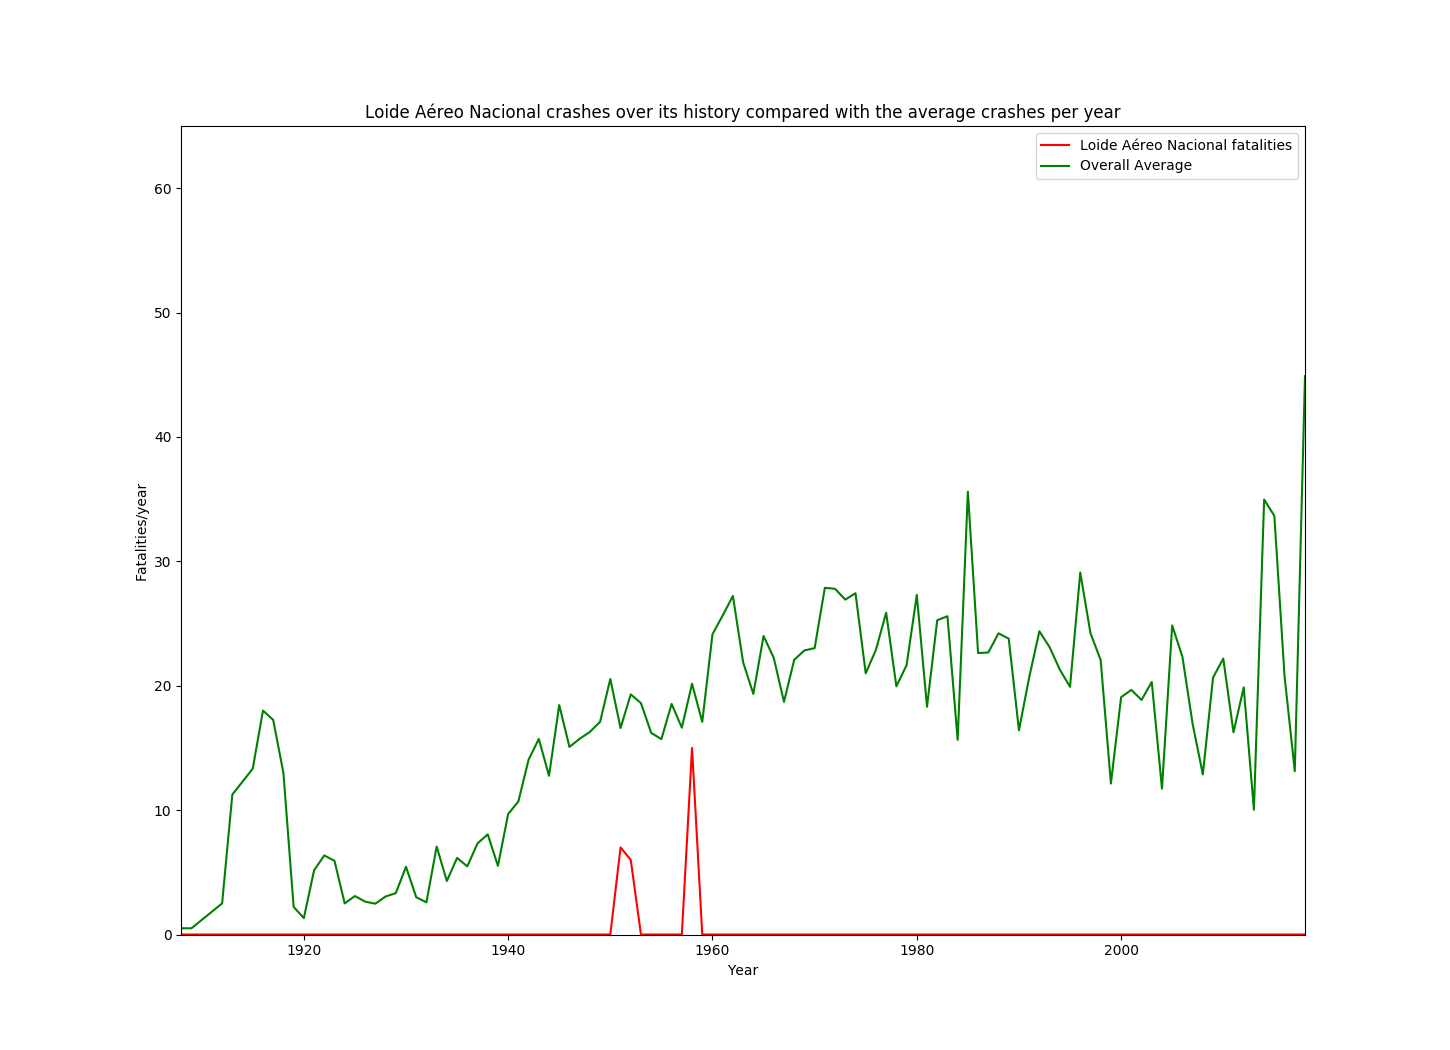 Loide Aéreo Nacional crashes over its history compared with the average crashes per year
Loide Aéreo Nacional fatalities
Overall Average
60
50
40
30
20
10
0
Fatalities/year
1920 1940 1960 1980 2000
Year